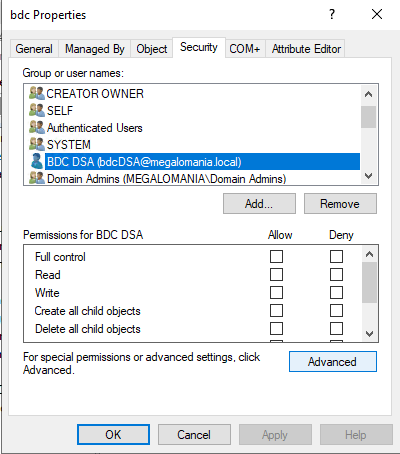 bdc Properties
? X
General Managed By Object Security COM+ Attribute Editor
Group or user names:
CREATOR OWNER
SELF
Authenticated Users
SYSTEM
BDC DSA (bdcDSA@megalomania.local)
Domain Admins (MEGALOMANIA\Domain Admins)
Add... Remove
Permissions for BDC DSA Allow Deny
Full control
Read
Write
Create all child objects
Delete all child objects
For special permissions or advanced settings, click Advanced
Advanced.
OK Cancel Apply Help